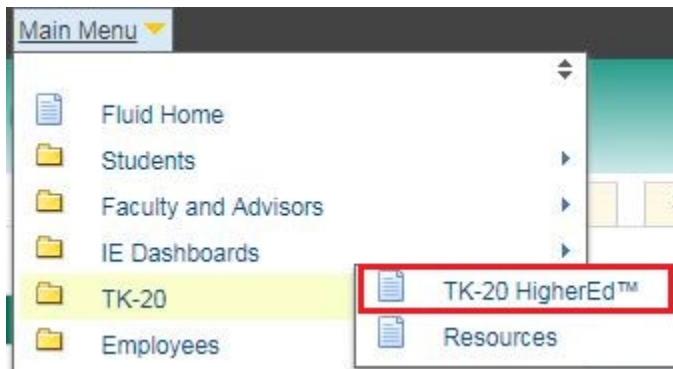 Main Menu
Fluid Home
Students
Faculty and Advisors
IE Dashboards
TK-20
TK-20 HigherEd™
Employees
Resources